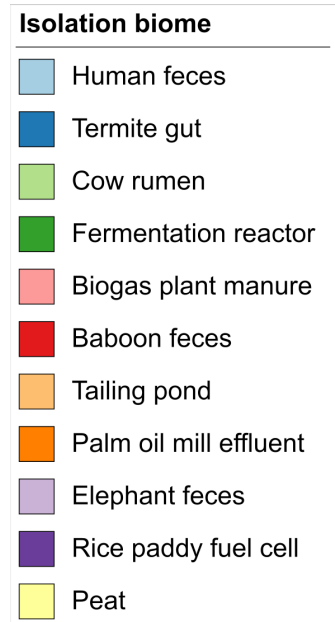 Isolation biome
Human feces
Termite gut
Cow rumen
Fermentation reactor
Biogas plant manure
Baboon feces
Tailing pond
Palm oil mill effluent
Elephant feces
Rice paddy fuel cell
Peat